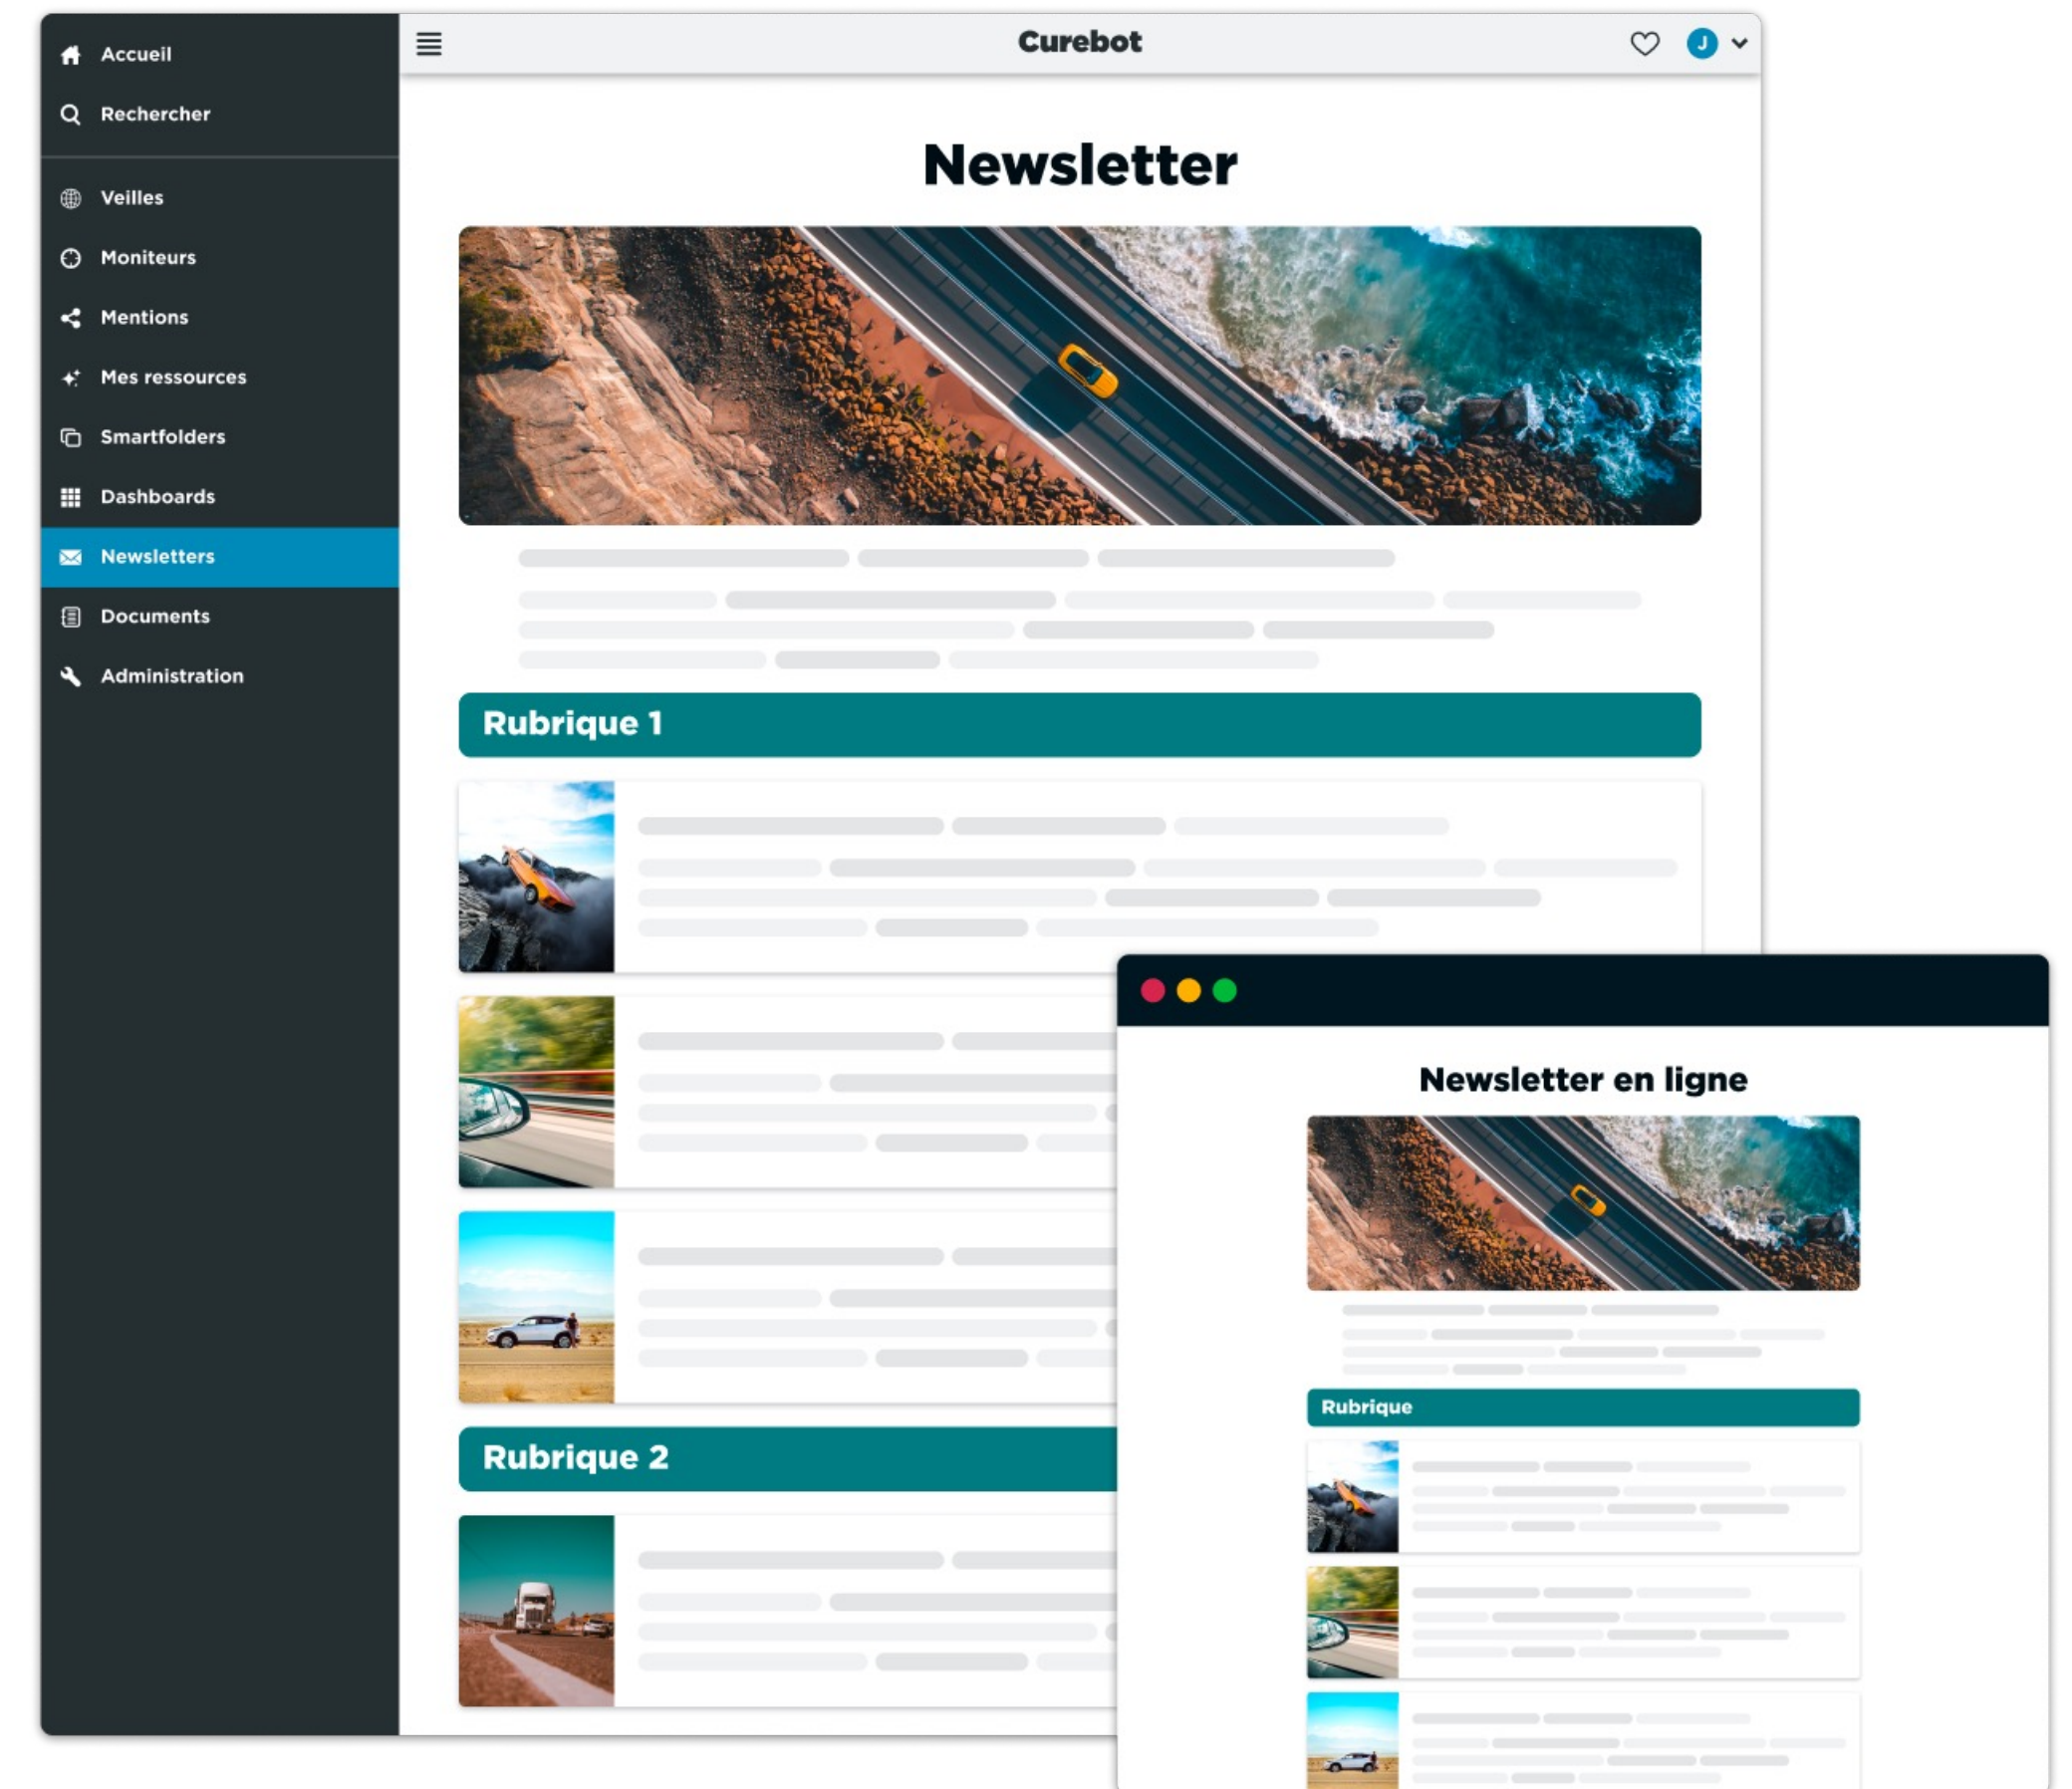 Accueil
Rechercher
Veilles
Moniteurs
Mentions
Mes ressources
Smartfolders
Dashboards
Newsletters
Documents
Administration
Curebot
J
Newsletter
Rubrique 1
Rubrique 2
Newsletter en ligne
Rubrique